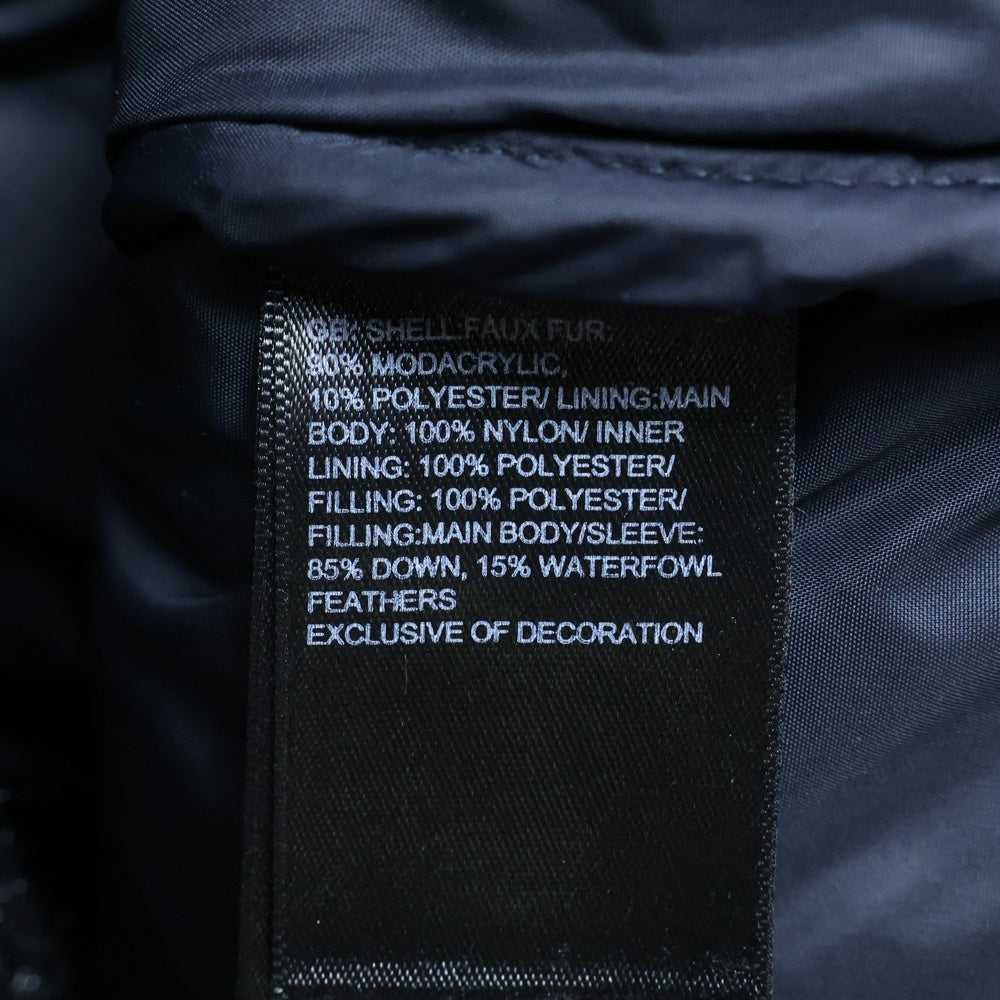 GB: SHELL:FAUX FUR:
90% MODACRYLIC,
10% POLYESTER/ LINING:MAIN
BODY: 100% NYLON/ INNER
LINING: 100% POLYESTER/
FILLING: 100% POLYESTER/
FILLING:MAIN BODY/SLEEVE:
85% DOWN, 15% WATERFOWL
FEATHERS
EXCLUSIVE OF DECORATION